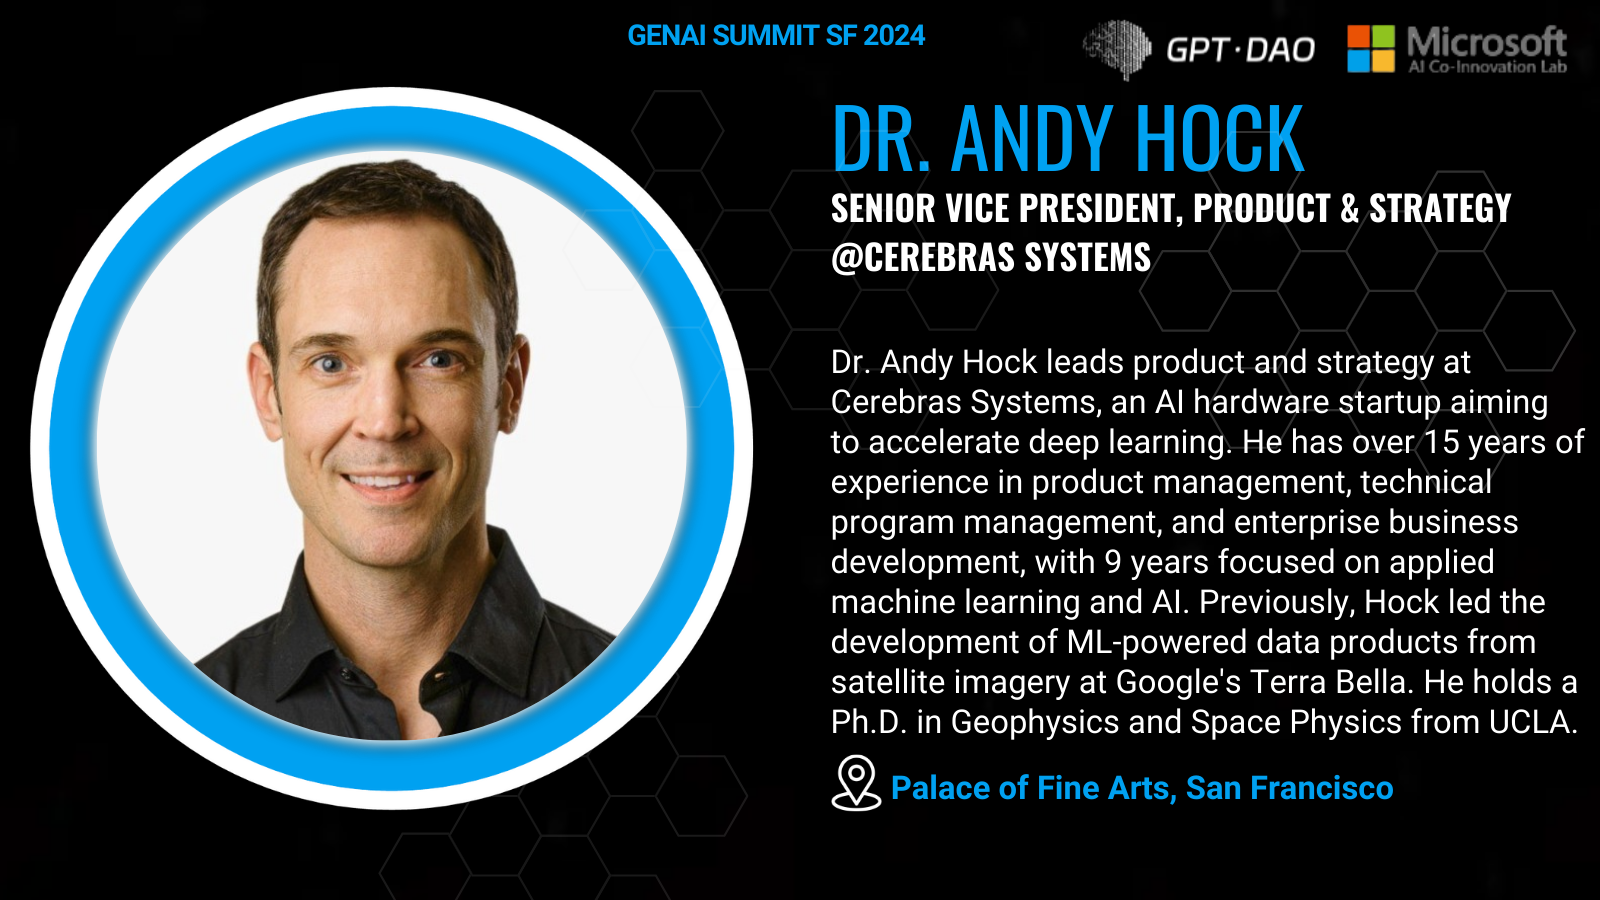 GENAI SUMMIT SF 2024
GPT·DAO
Microsoft
AI Co-Innovation Lab
DR. ANDY HOCK
SENIOR VICE PRESIDENT, PRODUCT & STRATEGY
@CEREBRAS SYSTEMS
Dr. Andy Hock leads product and strategy at
Cerebras Systems, an AI hardware startup aiming
to accelerate deep learning. He has over 15 years of
experience in product management, technical
program management, and enterprise business
development, with 9 years focused on applied
machine learning and AI. Previously, Hock led the
development of ML-powered data products from
satellite imagery at Google's Terra Bella. He holds a
Ph.D. in Geophysics and Space Physics from UCLA.
Palace of Fine Arts, San Francisco